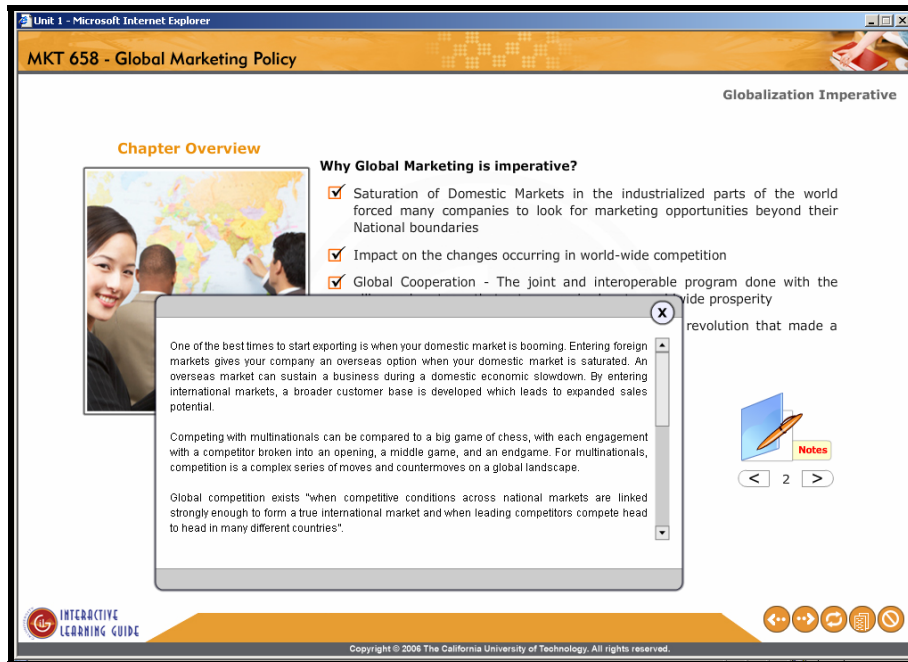 Unit 1 - Microsoft Internet Explorer
MKT 658 - Global Marketing Policy
Globalization Imperative
Chapter Overview
Why Global Marketing is imperative?
Saturation of Domestic Markets in the industrialized parts of the world
forced many companies to look for marketing opportunities beyond their
National boundaries
Impact on the changes occurring in world-wide competition
Global Cooperation - The joint and interoperable program done with the
wide prosperity
revolution that made a
X
One of the best times to start exporting is when your domestic market is booming. Entering foreign
markets gives your company an overseas option when your domestic market is saturated. An
overseas market can sustain a business during a domestic economic slowdown. By entering
international markets, a broader customer base is developed which leads to expanded sales
potential.
Competing with multinationals can be compared to a big game of chess, with each engagement
with a competitor broken into an opening, a middle game, and an endgame. For multinationals,
competition is a complex series of moves and countermoves on a global landscape.
Global competition exists "when competitive conditions across national markets are linked
strongly enough to form a true international market and when leading competitors compete head
to head in many different countries".
Notes
< 2 >
INTERACTIVE
LEARNING GUIDE
Copyright © 2006 The California University of Technology. All rights reserved.